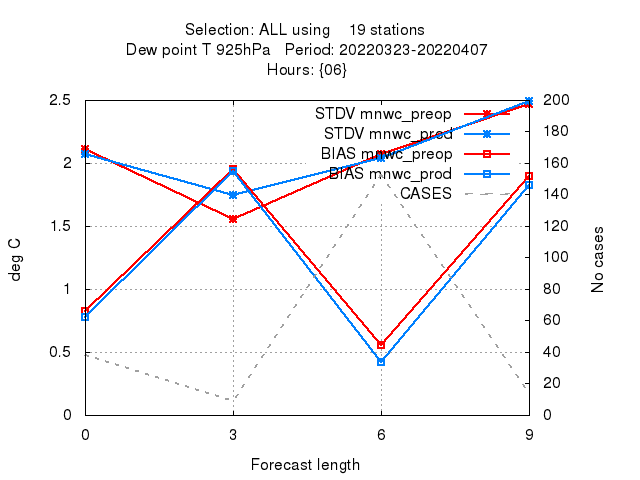 Selection: ALL using    19 stations
Dew point T 925hPa   Period: 20220323-20220407
Hours: {06}
STDV mnwc_preop
STDV mnwc_prod
BIAS mnwc_preop
BIAS mnwc_prod
CASES
2.5
2
1.5
1
0.5
0
deg C
200
180
160
140
120
100
80
60
40
20
0
No cases
0 3 6 9
Forecast length